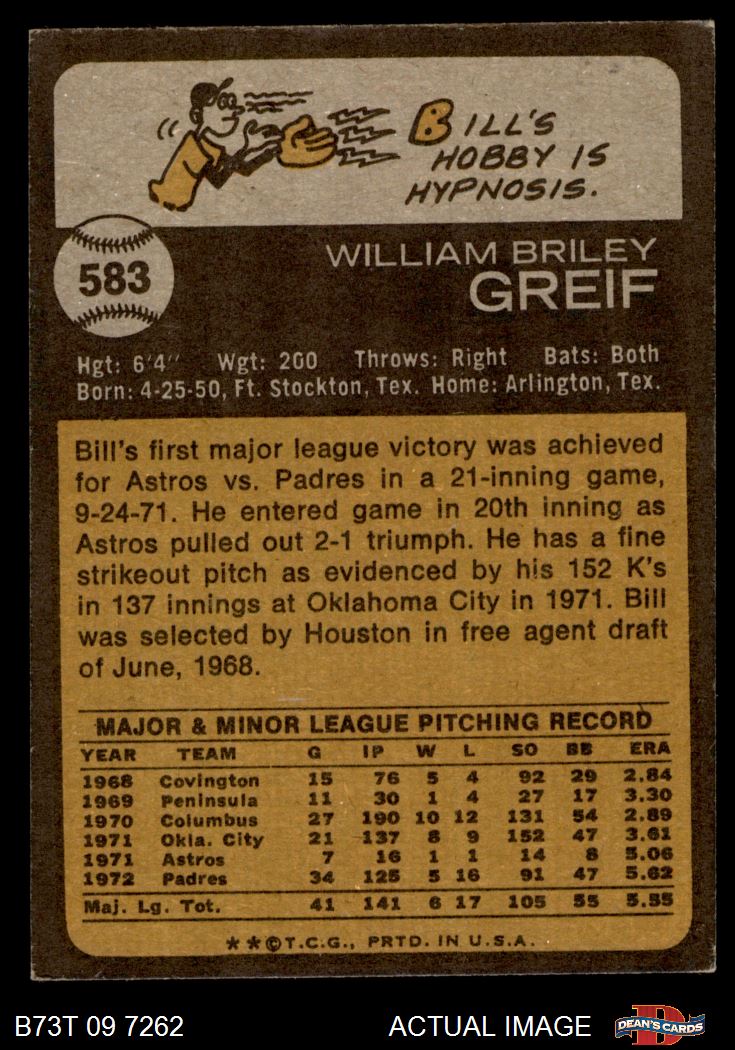 BILL'S
HOBBY IS
HYPNOSIS.
583
WILLIAM BRILEY
GREIF
Hgt: 6'4" Wgt: 200 Throws: Right Bats: Both
Born: 4-25-50, Ft. Stockton, Tex. Home: Arlington, Tex.
Bill's first major league victory was achieved
for Astros vs. Padres in a 21-inning game,
9-24-71. He entered game in 20th inning as
Astros pulled out 2-1 triumph. He has a fine
strikeout pitch as evidenced by his 152 K's
in 137 innings at Oklahoma City in 1971. Bill
was selected by Houston in free agent draft
of June, 1968.
MAJOR & MINOR LEAGUE PITCHING RECORD
YEAR TEAM G IP W L SO BB ERA
1968 Covington 15 76 5 4 92 29 2.84
1969 Peninsula 11 30 1 4 27 17 3.30
1970 Columbus 27 190 10 12 131 54 2.89
1971 Okla. City 21 137 8 9 152 47 3.61
1971 Astros 7 16 1 1 14 8 5.06
1972 Padres 34 125 5 16 91 47 5.62
Maj. Lg. Tot. 41 141 6 17 105 55 5.55
**©T.C.G., PRTD. IN U.S.A.
B73T 09 7262 ACTUAL IMAGE D DEAN'S CARDS